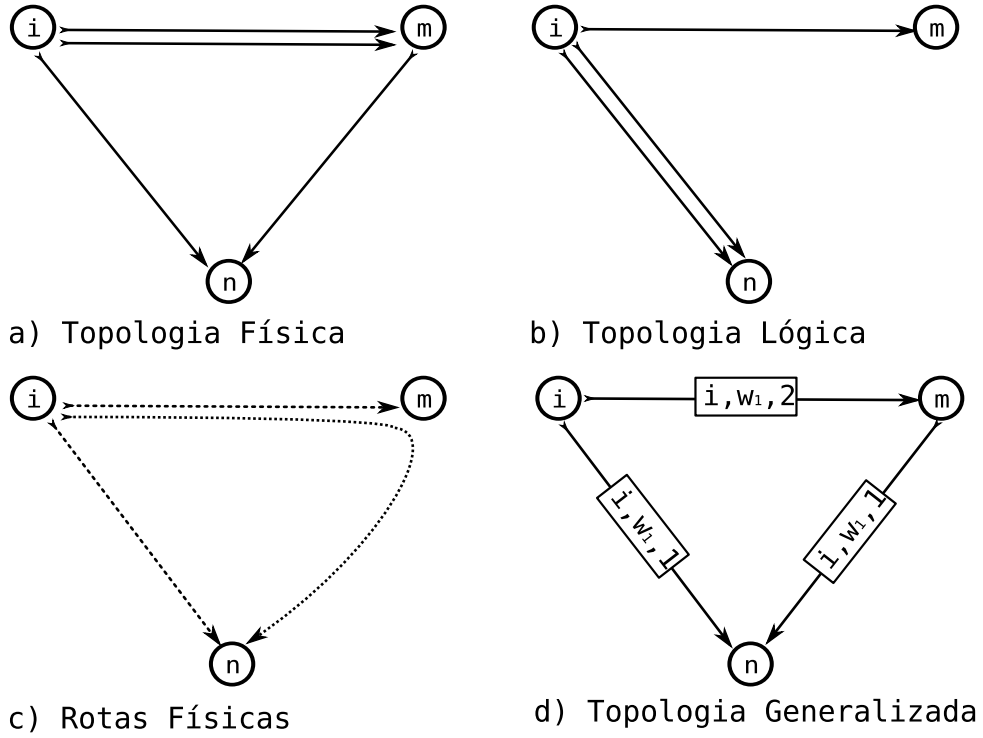 i m
n
a) Topologia Física
i m
n
b) Topologia Lógica
i m
n
c) Rotas Físicas
i i,w₁,2 m
i,w₁,1 i,w₁,1
n
d) Topologia Generalizada